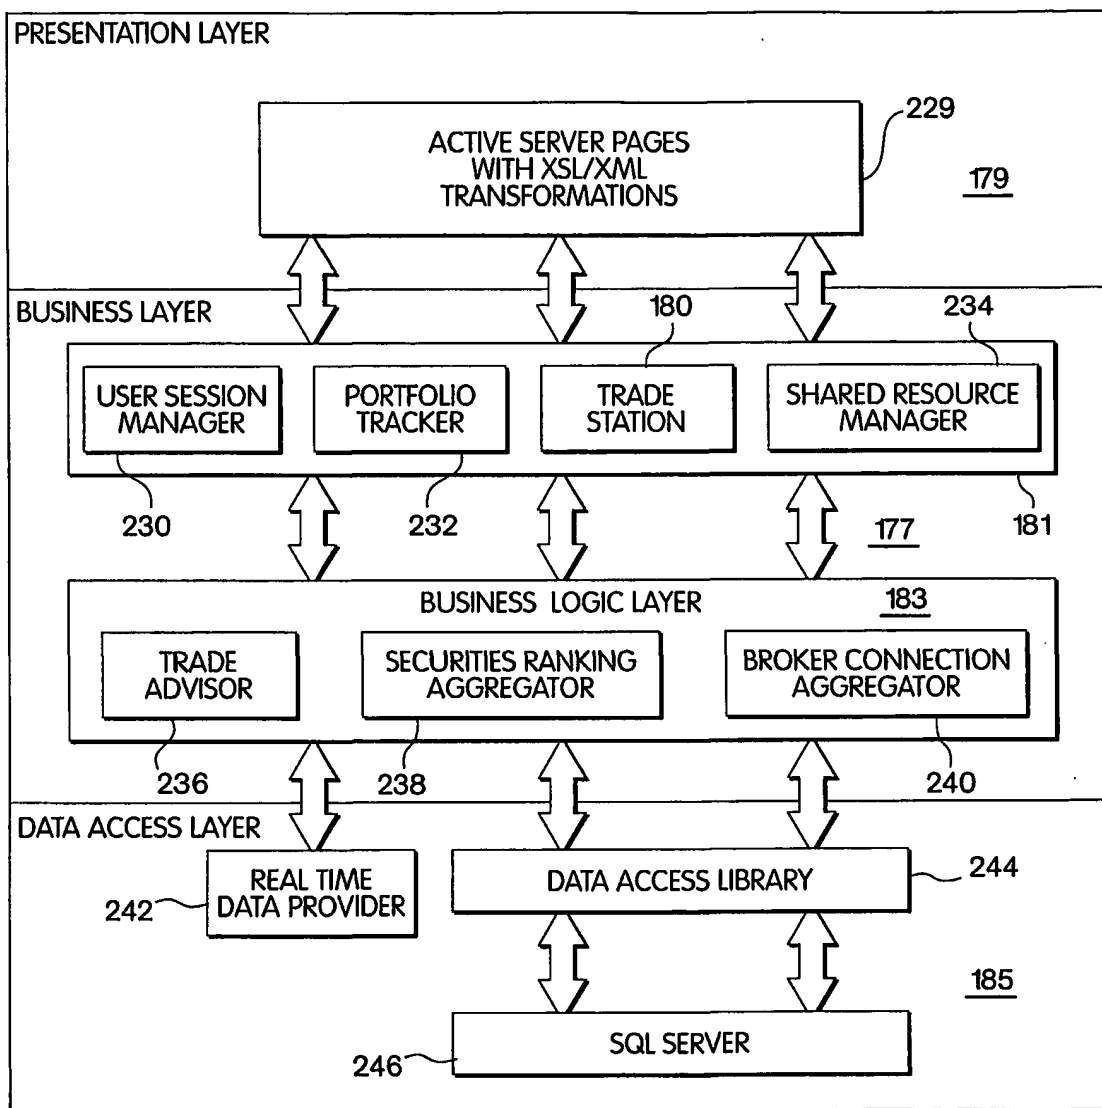 PRESENTATION LAYER
229
ACTIVE SERVER PAGES
WITH XSL/XML
TRANSFORMATIONS
179
BUSINESS LAYER
180
234
USER SESSION
MANAGER
PORTFOLIO
TRACKER
TRADE
STATION
SHARED RESOURCE
MANAGER
230
232
181
177
BUSINESS LOGIC LAYER
183
TRADE
ADVISOR
SECURITIES RANKING
AGGREGATOR
BROKER CONNECTION
AGGREGATOR
236
238
240
DATA ACCESS LAYER
REAL TIME
DATA PROVIDER
242
DATA ACCESS LIBRARY
244
185
SQL SERVER
246